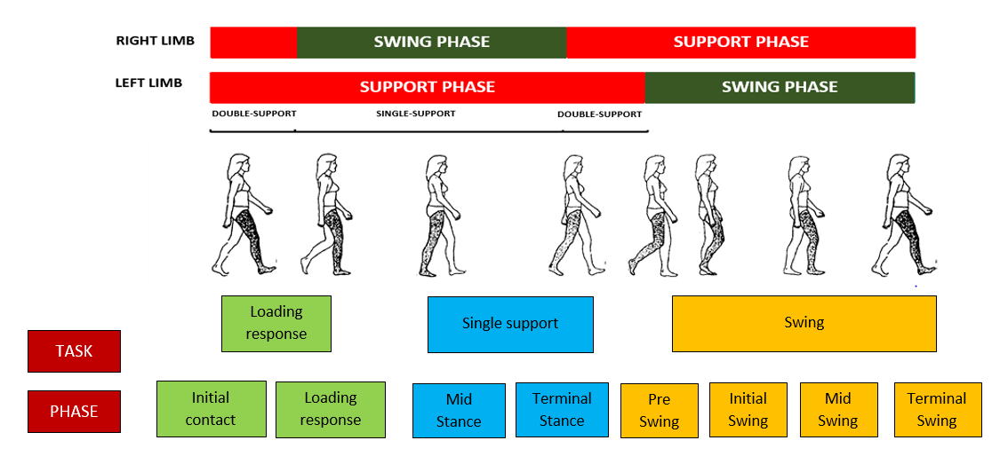 RIGHT LIMB
SWING PHASE
SUPPORT PHASE
LEFT LIMB
SUPPORT PHASE
SWING PHASE
DOUBLE-SUPPORT
SINGLE-SUPPORT
DOUBLE-SUPPORT
Loading
response
Single support
Swing
TASK
PHASE
Initial
contact
Loading
response
Mid
Stance
Terminal
Stance
Pre
Swing
Initial
Swing
Mid
Swing
Terminal
Swing